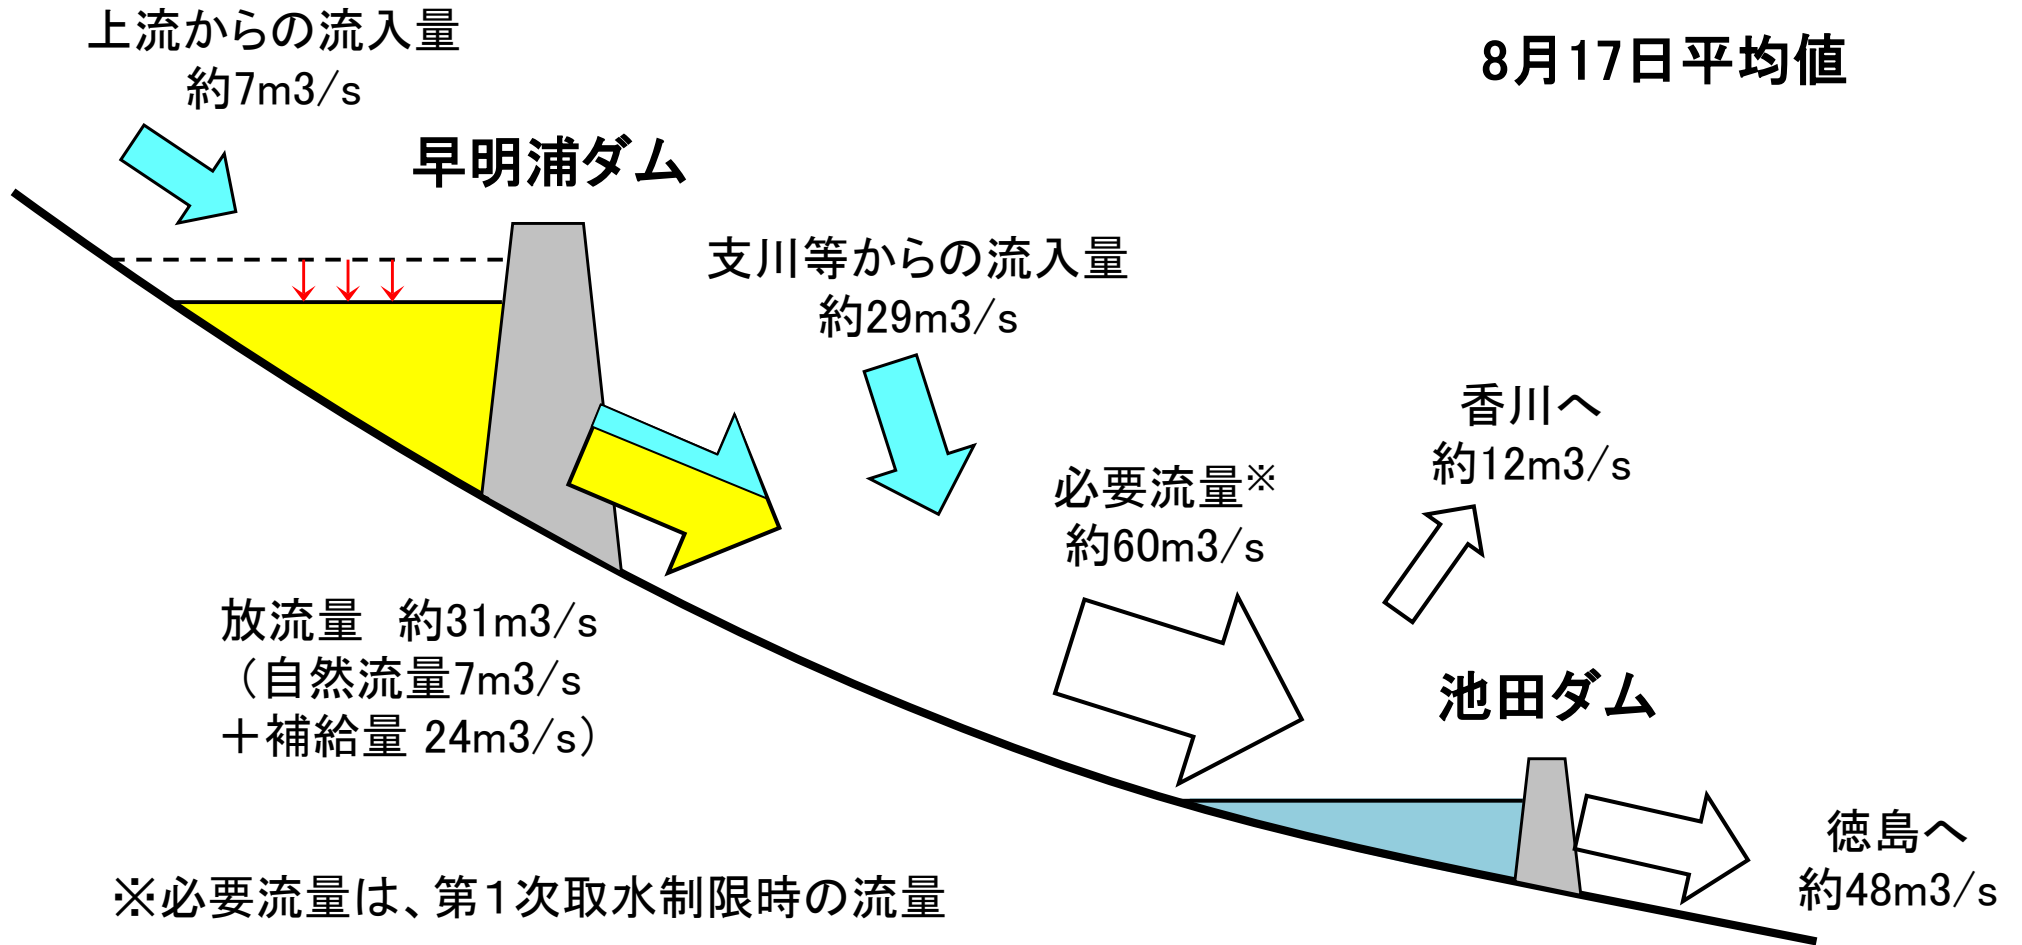 上流からの流入量
約7m3/s
8月17日平均値
早明浦ダム
支川等からの流入量
約29m3/s
香川へ
約12m3/s
必要流量※
約60m3/s
放流量　約31m3/s
（自然流量7m3/s
＋補給量 24m3/s）
池田ダム
徳島へ
約48m3/s
※必要流量は、第１次取水制限時の流量